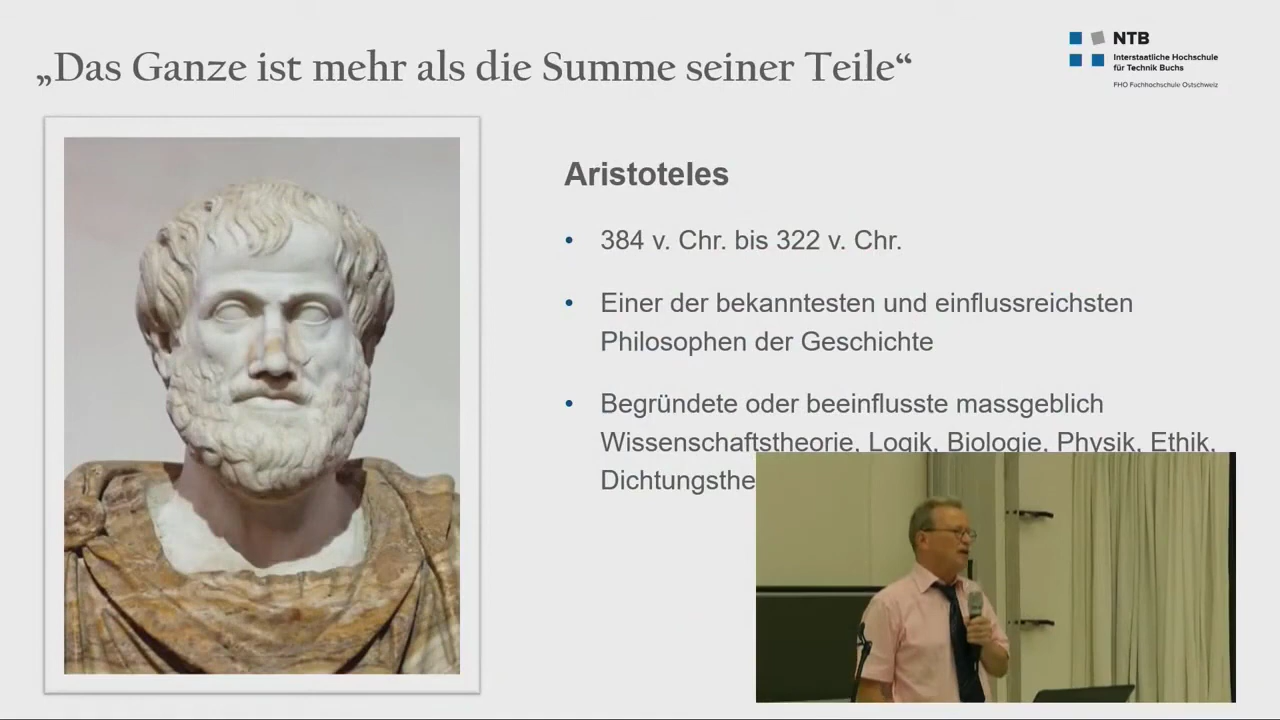 „Das Ganze ist mehr als die Summe seiner Teile“
NTB
Interstaatliche Hochschule
für Technik Buchs
FHO Fachhochschule Ostschweiz
Aristoteles
• 384 v. Chr. bis 322 v. Chr.
• Einer der bekanntesten und einflussreichsten
Philosophen der Geschichte
• Begründete oder beeinflusste massgeblich
Wissenschaftstheorie, Logik, Biologie, Physik, Ethik,